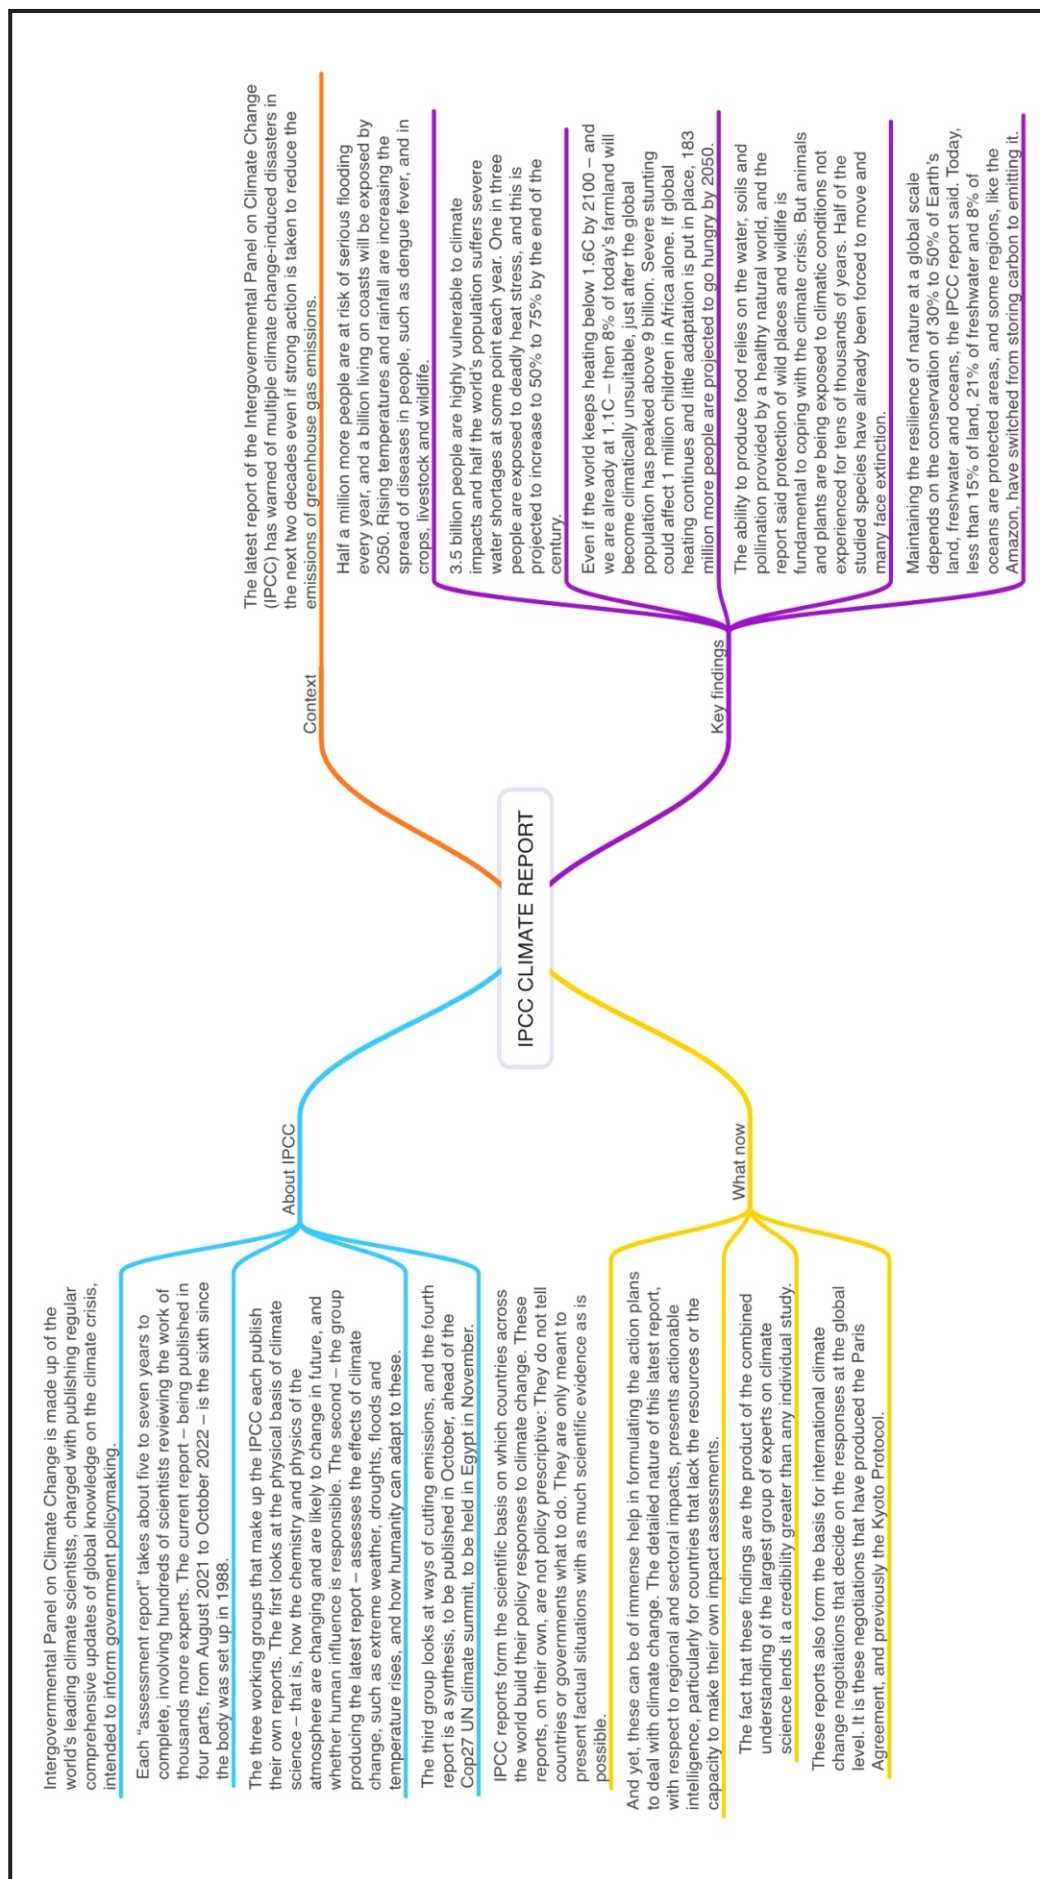 IPCC CLIMATE REPORT
Context
The latest report of the Intergovernmental Panel on Climate Change
(IPCC) has warned of multiple climate change-induced disasters in
the next two decades even if strong action is taken to reduce the
emissions of greenhouse gas emissions.
Key findings
Half a million more people are at risk of serious flooding
every year, and a billion living on coasts will be exposed by
2050. Rising temperatures and rainfall are increasing the
spread of diseases in people, such as dengue fever, and in
crops, livestock and wildlife.
3.5 billion people are highly vulnerable to climate
impacts and half the world's population suffers severe
water shortages at some point each year. One in three
people are exposed to deadly heat stress, and this is
projected to increase to 50% to 75% by the end of the
century.
Even if the world keeps heating below 1.6C by 2100 – and
we are already at 1.1C – then 8% of today's farmland will
become climatically unsuitable, just after the global
population has peaked above 9 billion. Severe stunting
could affect 1 million children in Africa alone. If global
heating continues and little adaptation is put in place, 183
million more people are projected to go hungry by 2050.
The ability to produce food relies on the water, soils and
pollination provided by a healthy natural world, and the
report said protection of wild places and wildlife is
fundamental to coping with the climate crisis. But animals
and plants are being exposed to climatic conditions not
experienced for tens of thousands of years. Half of the
studied species have already been forced to move and
many face extinction.
Maintaining the resilience of nature at a global scale
depends on the conservation of 30% to 50% of Earth's
land, freshwater and oceans, the IPCC report said. Today,
less than 15% of land, 21% of freshwater and 8% of
oceans are protected areas, and some regions, like the
Amazon, have switched from storing carbon to emitting it.
About IPCC
Intergovernmental Panel on Climate Change is made up of the
world's leading climate scientists, charged with publishing regular
comprehensive updates of global knowledge on the climate crisis,
intended to inform government policymaking.
Each “assessment report” takes about five to seven years to
complete, involving hundreds of scientists reviewing the work of
thousands more experts. The current report – being published in
four parts, from August 2021 to October 2022 – is the sixth since
the body was set up in 1988.
The three working groups that make up the IPCC each publish
their own reports. The first looks at the physical basis of climate
science – that is, how the chemistry and physics of the
atmosphere are changing and are likely to change in future, and
whether human influence is responsible. The second – the group
producing the latest report – assesses the effects of climate
change, such as extreme weather, droughts, floods and
temperature rises, and how humanity can adapt to these.
The third group looks at ways of cutting emissions, and the fourth
report is a synthesis, to be published in October, ahead of the
Cop27 UN climate summit, to be held in Egypt in November.
What now
IPCC reports form the scientific basis on which countries across
the world build their policy responses to climate change. These
reports, on their own, are not policy prescriptive: They do not tell
countries or governments what to do. They are only meant to
present factual situations with as much scientific evidence as is
possible.
And yet, these can be of immense help in formulating the action plans
to deal with climate change. The detailed nature of this latest report,
with respect to regional and sectoral impacts, presents actionable
intelligence, particularly for countries that lack the resources or the
capacity to make their own impact assessments.
The fact that these findings are the product of the combined
understanding of the largest group of experts on climate
science lends it a credibility greater than any individual study.
These reports also form the basis for international climate
change negotiations that decide on the responses at the global
level. It is these negotiations that have produced the Paris
Agreement, and previously the Kyoto Protocol.